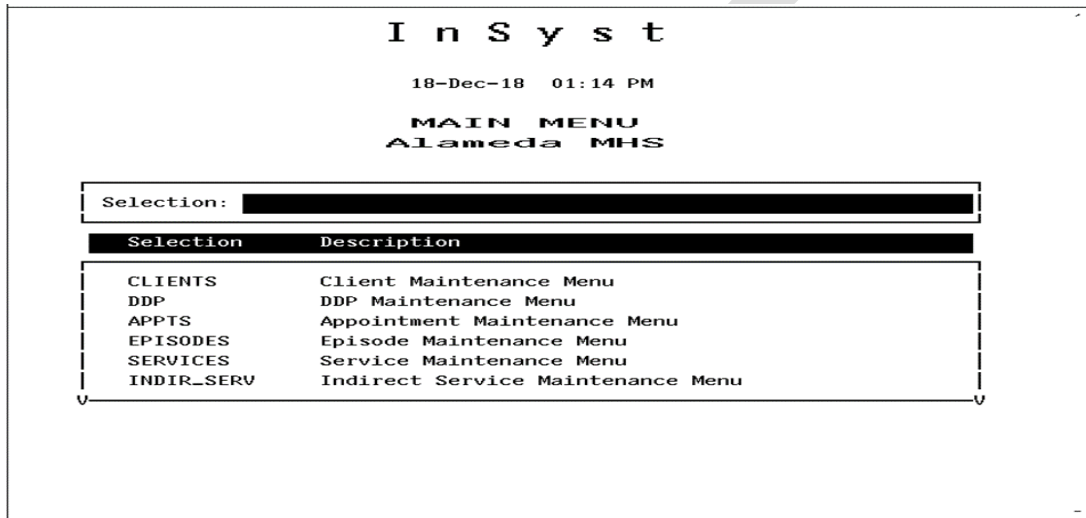 I n S y s t
18-Dec-18 01:14 PM
MAIN MENU
Alameda MHS
Selection:
Selection Description
CLIENTS Client Maintenance Menu
DDP DDP Maintenance Menu
APPTS Appointment Maintenance Menu
EPISODES Episode Maintenance Menu
SERVICES Service Maintenance Menu
INDIR_SERV Indirect Service Maintenance Menu